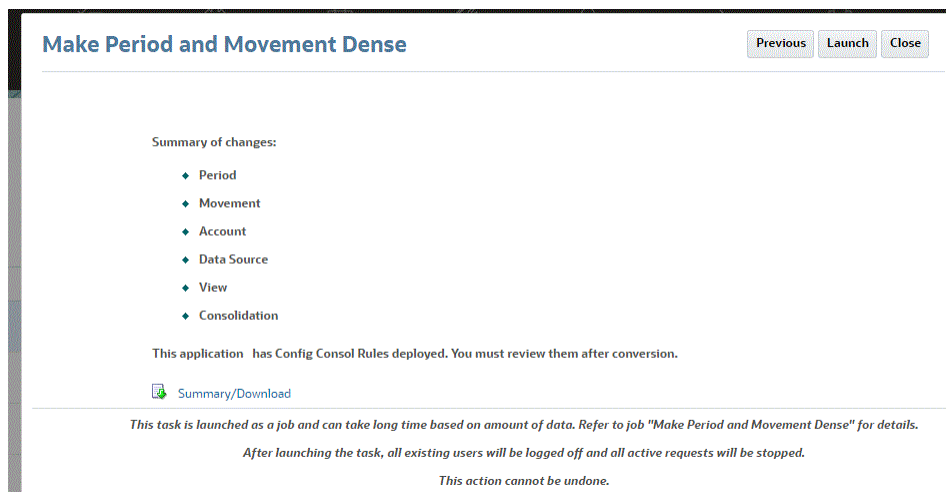 Make Period and Movement Dense
Previous Launch Close
Summary of changes:
Period
Movement
Account
Data Source
View
Consolidation
This application has Config Consol Rules deployed. You must review them after conversion.
Summary/Download
This task is launched as a job and can take long time based on amount of data. Refer to job "Make Period and Movement Dense" for details.
After launching the task, all existing users will be logged off and all active requests will be stopped.
This action cannot be undone.